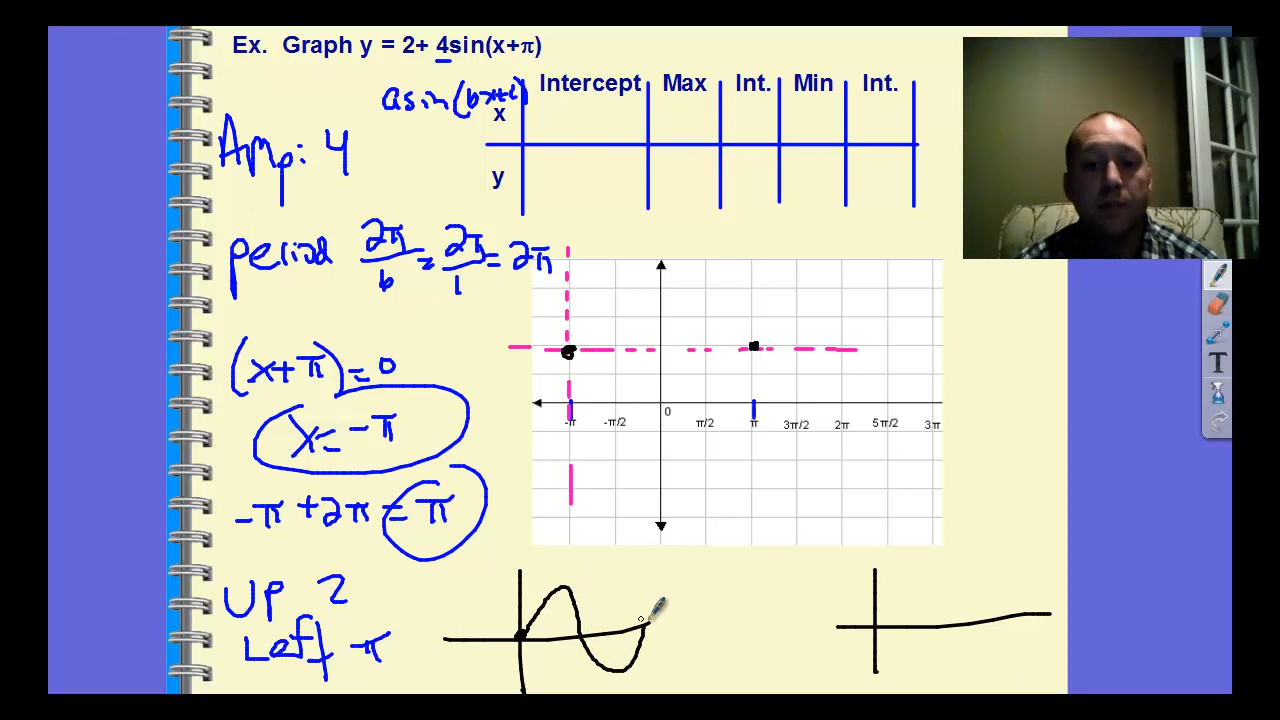 Ex. Graph y = 2+ 4sin(x+π)
asin(bx+c)
Intercept Max Int. Min Int.
x
y
Amp: 4
period 2π/b = 2π/1 = 2π
(x+π)=0
x=-π
-π+2π=π
UP 2
Left π
-π -π/2 0 π/2 π 3π/2 2π 5π/2 3π
T